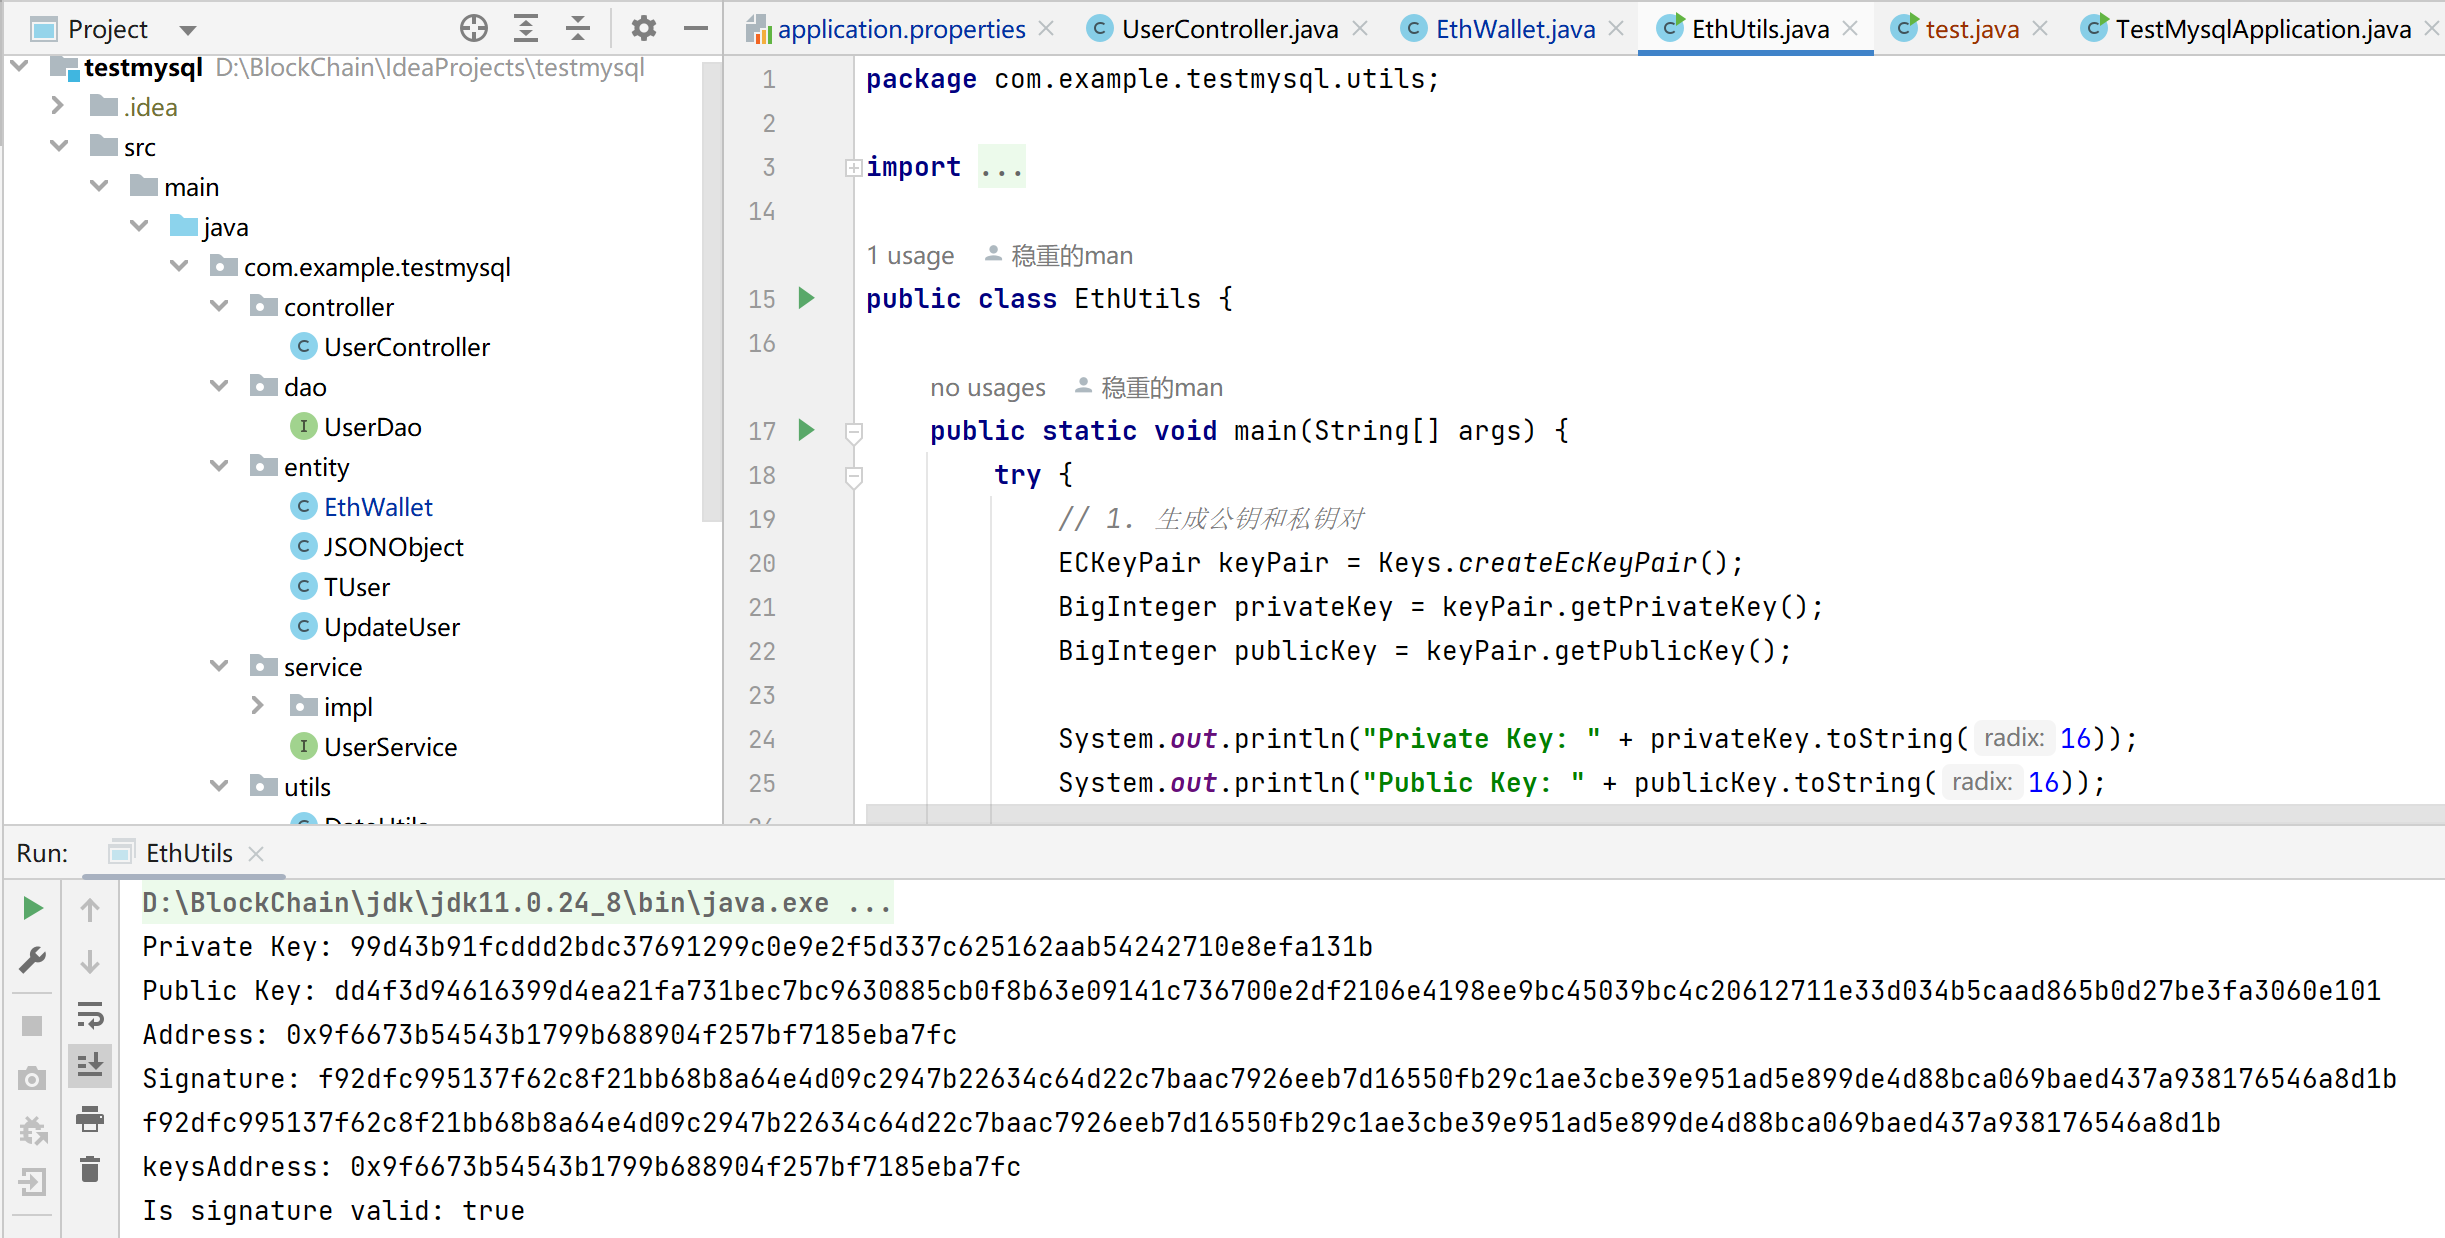 Project
testmysql D:\BlockChain\IdeaProjects\testmysql
.idea
src
main
java
com.example.testmysql
controller
UserController
dao
UserDao
entity
EthWallet
JSONObject
TUser
UpdateUser
service
impl
UserService
utils
DateUtils
application.properties UserController.java EthWallet.java EthUtils.java test.java TestMysqlApplication.java
1 package com.example.testmysql.utils;
2
3 import ...
14
1 usage 稳重的man
15 public class EthUtils {
16
no usages 稳重的man
17 public static void main(String[] args) {
18 try {
19 // 1. 生成公钥和私钥对
20 ECKeyPair keyPair = Keys.createEcKeyPair();
21 BigInteger privateKey = keyPair.getPrivateKey();
22 BigInteger publicKey = keyPair.getPublicKey();
23
24 System.out.println("Private Key: " + privateKey.toString( radix: 16));
25 System.out.println("Public Key: " + publicKey.toString( radix: 16));
26
Run: EthUtils
D:\BlockChain\jdk\jdk11.0.24_8\bin\java.exe ...
Private Key: 99d43b91fcddd2bdc37691299c0e9e2f5d337c625162aab54242710e8efa131b
Public Key: dd4f3d94616399d4ea21fa731bec7bc9630885cb0f8b63e09141c736700e2df2106e4198ee9bc45039bc4c20612711e33d034b5caad865b0d27be3fa3060e101
Address: 0x9f6673b54543b1799b688904f257bf7185eba7fc
Signature: f92dfc995137f62c8f21bb68b8a64e4d09c2947b22634c64d22c7baac7926eeb7d16550fb29c1ae3cbe39e951ad5e899de4d88bca069baed437a938176546a8d1b
f92dfc995137f62c8f21bb68b8a64e4d09c2947b22634c64d22c7baac7926eeb7d16550fb29c1ae3cbe39e951ad5e899de4d88bca069baed437a938176546a8d1b
keysAddress: 0x9f6673b54543b1799b688904f257bf7185eba7fc
Is signature valid: true